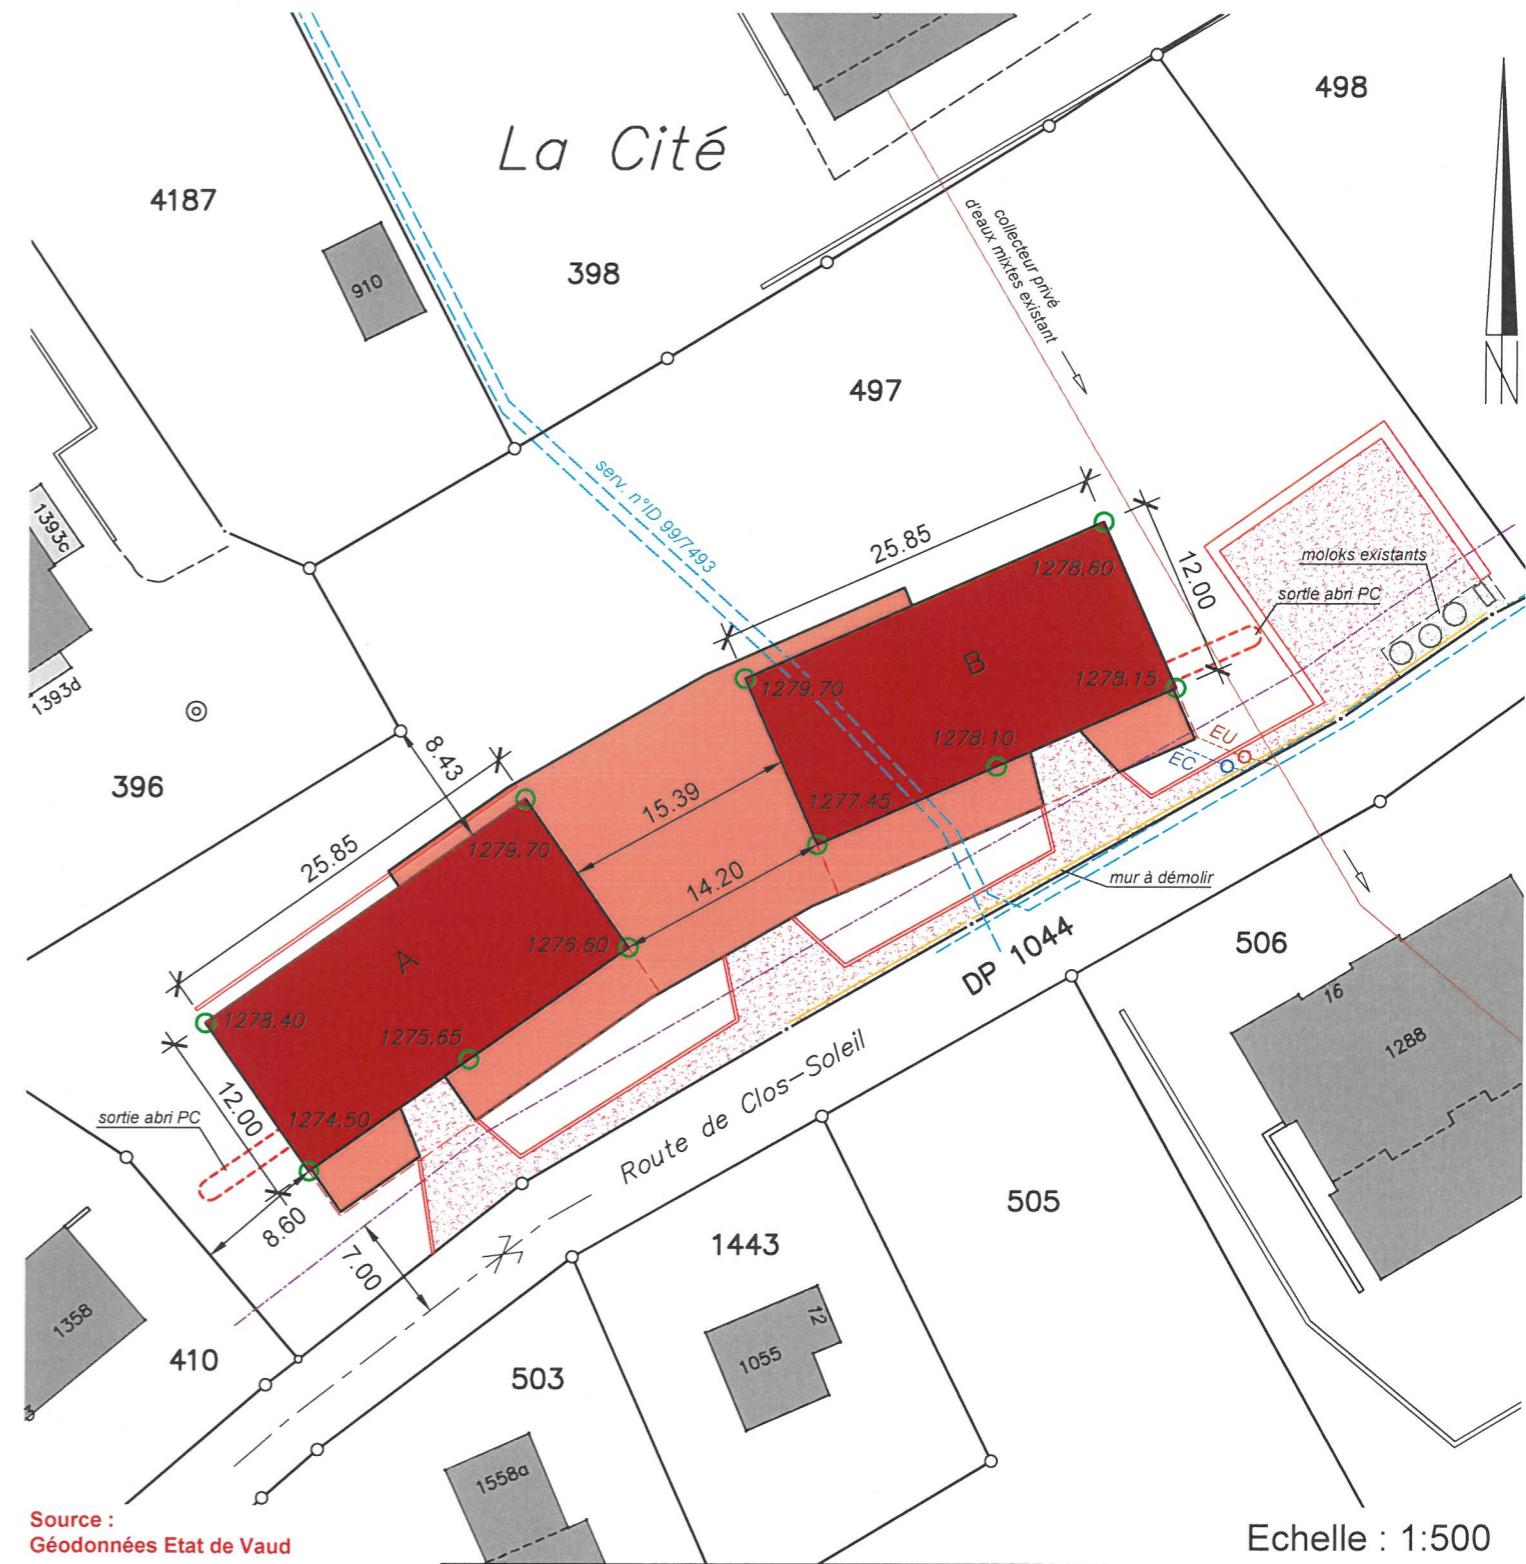 498
La Cité
4187
398
910
collecteur privé
d'eaux mixtes existant
497
N
serv. n°ID 99/7493
25.85
1278.60
12.00
moloks existants
sortie abri PC
1393c
1393d
B
1279.70
1278.15
1278.10
EU
EC
396
8.43
15.39
1277.45
25.85
1279.70
14.20
mur à démolir
1276.60
DP 1044
506
A
16
1288
1278.40
1275.65
12.00
1274.50
sortie abri PC
Route de Clos-Soleil
8.60
7.00
505
1443
12
1055
1358
410
503
3
1558a
Source :
Géodonnées Etat de Vaud
Echelle : 1:500